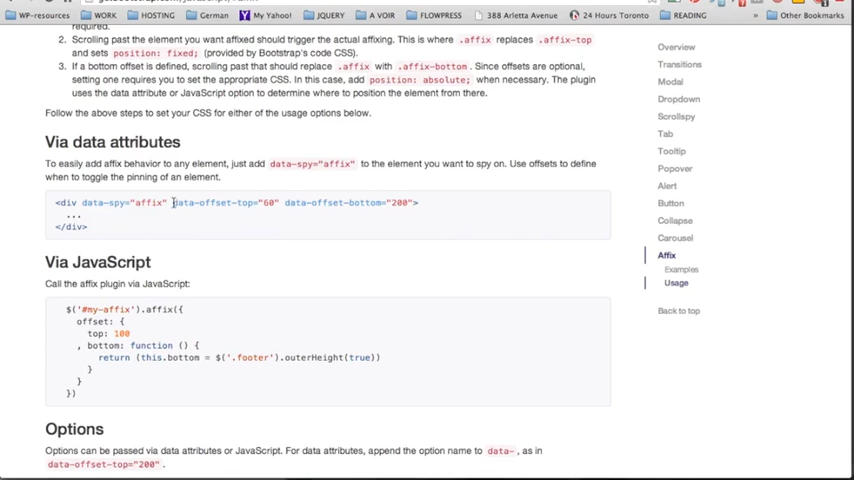 WP-resources
WORK
HOSTING
German
JQUERY
A VOIR
FLOWPRESS
388 Arletta Avenue
24 Hours Toronto
READING
»
Other Bookmarks
required.
2. Scrolling past the element you want affixed should trigger the actual affixing. This is where .affix replaces .affix-top
and sets position: fixed; (provided by Bootstrap's code CSS).
3. If a bottom offset is defined, scrolling past that should replace .affix with .affix-bottom. Since offsets are optional,
setting one requires you to set the appropriate CSS. In this case, add position: absolute; when necessary. The plugin
uses the data attribute or JavaScript option to determine where to position the element from there.
Follow the above steps to set your CSS for either of the usage options below.
Via data attributes
To easily add affix behavior to any element, just add data-spy="affix" to the element you want to spy on. Use offsets to define
when to toggle the pinning of an element.
<div data-spy="affix" data-offset-top="60" data-offset-bottom="200">
...
</div>
Via JavaScript
Call the affix plugin via JavaScript:
$('#my-affix').affix({
offset: {
top: 100
, bottom: function () {
return (this.bottom = $('.footer').outerHeight(true))
}
}
})
Options
Options can be passed via data attributes or JavaScript. For data attributes, append the option name to data-, as in
data-offset-top="200".
Overview
Transitions
Modal
Dropdown
Scrollspy
Tab
Tooltip
Popover
Alert
Button
Collapse
Carousel
Affix
Examples
Usage
Back to top